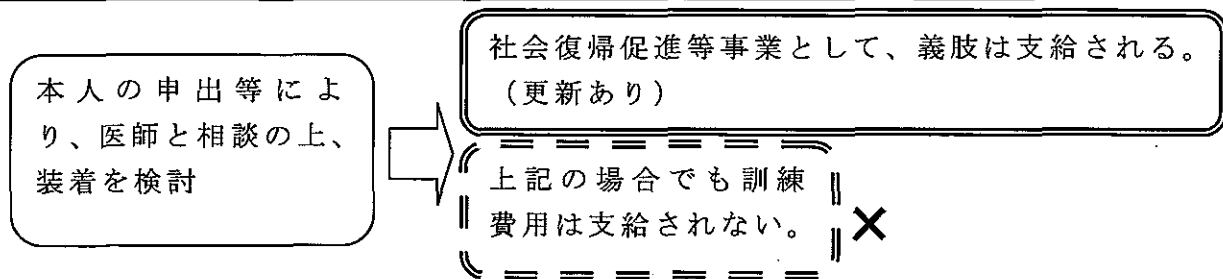 本人の申出等によ
り、医師と相談の上、
装着を検討
社会復帰促進等事業として、義肢は支給される。
（更新あり）
上記の場合でも訓練
費用は支給されない。
×